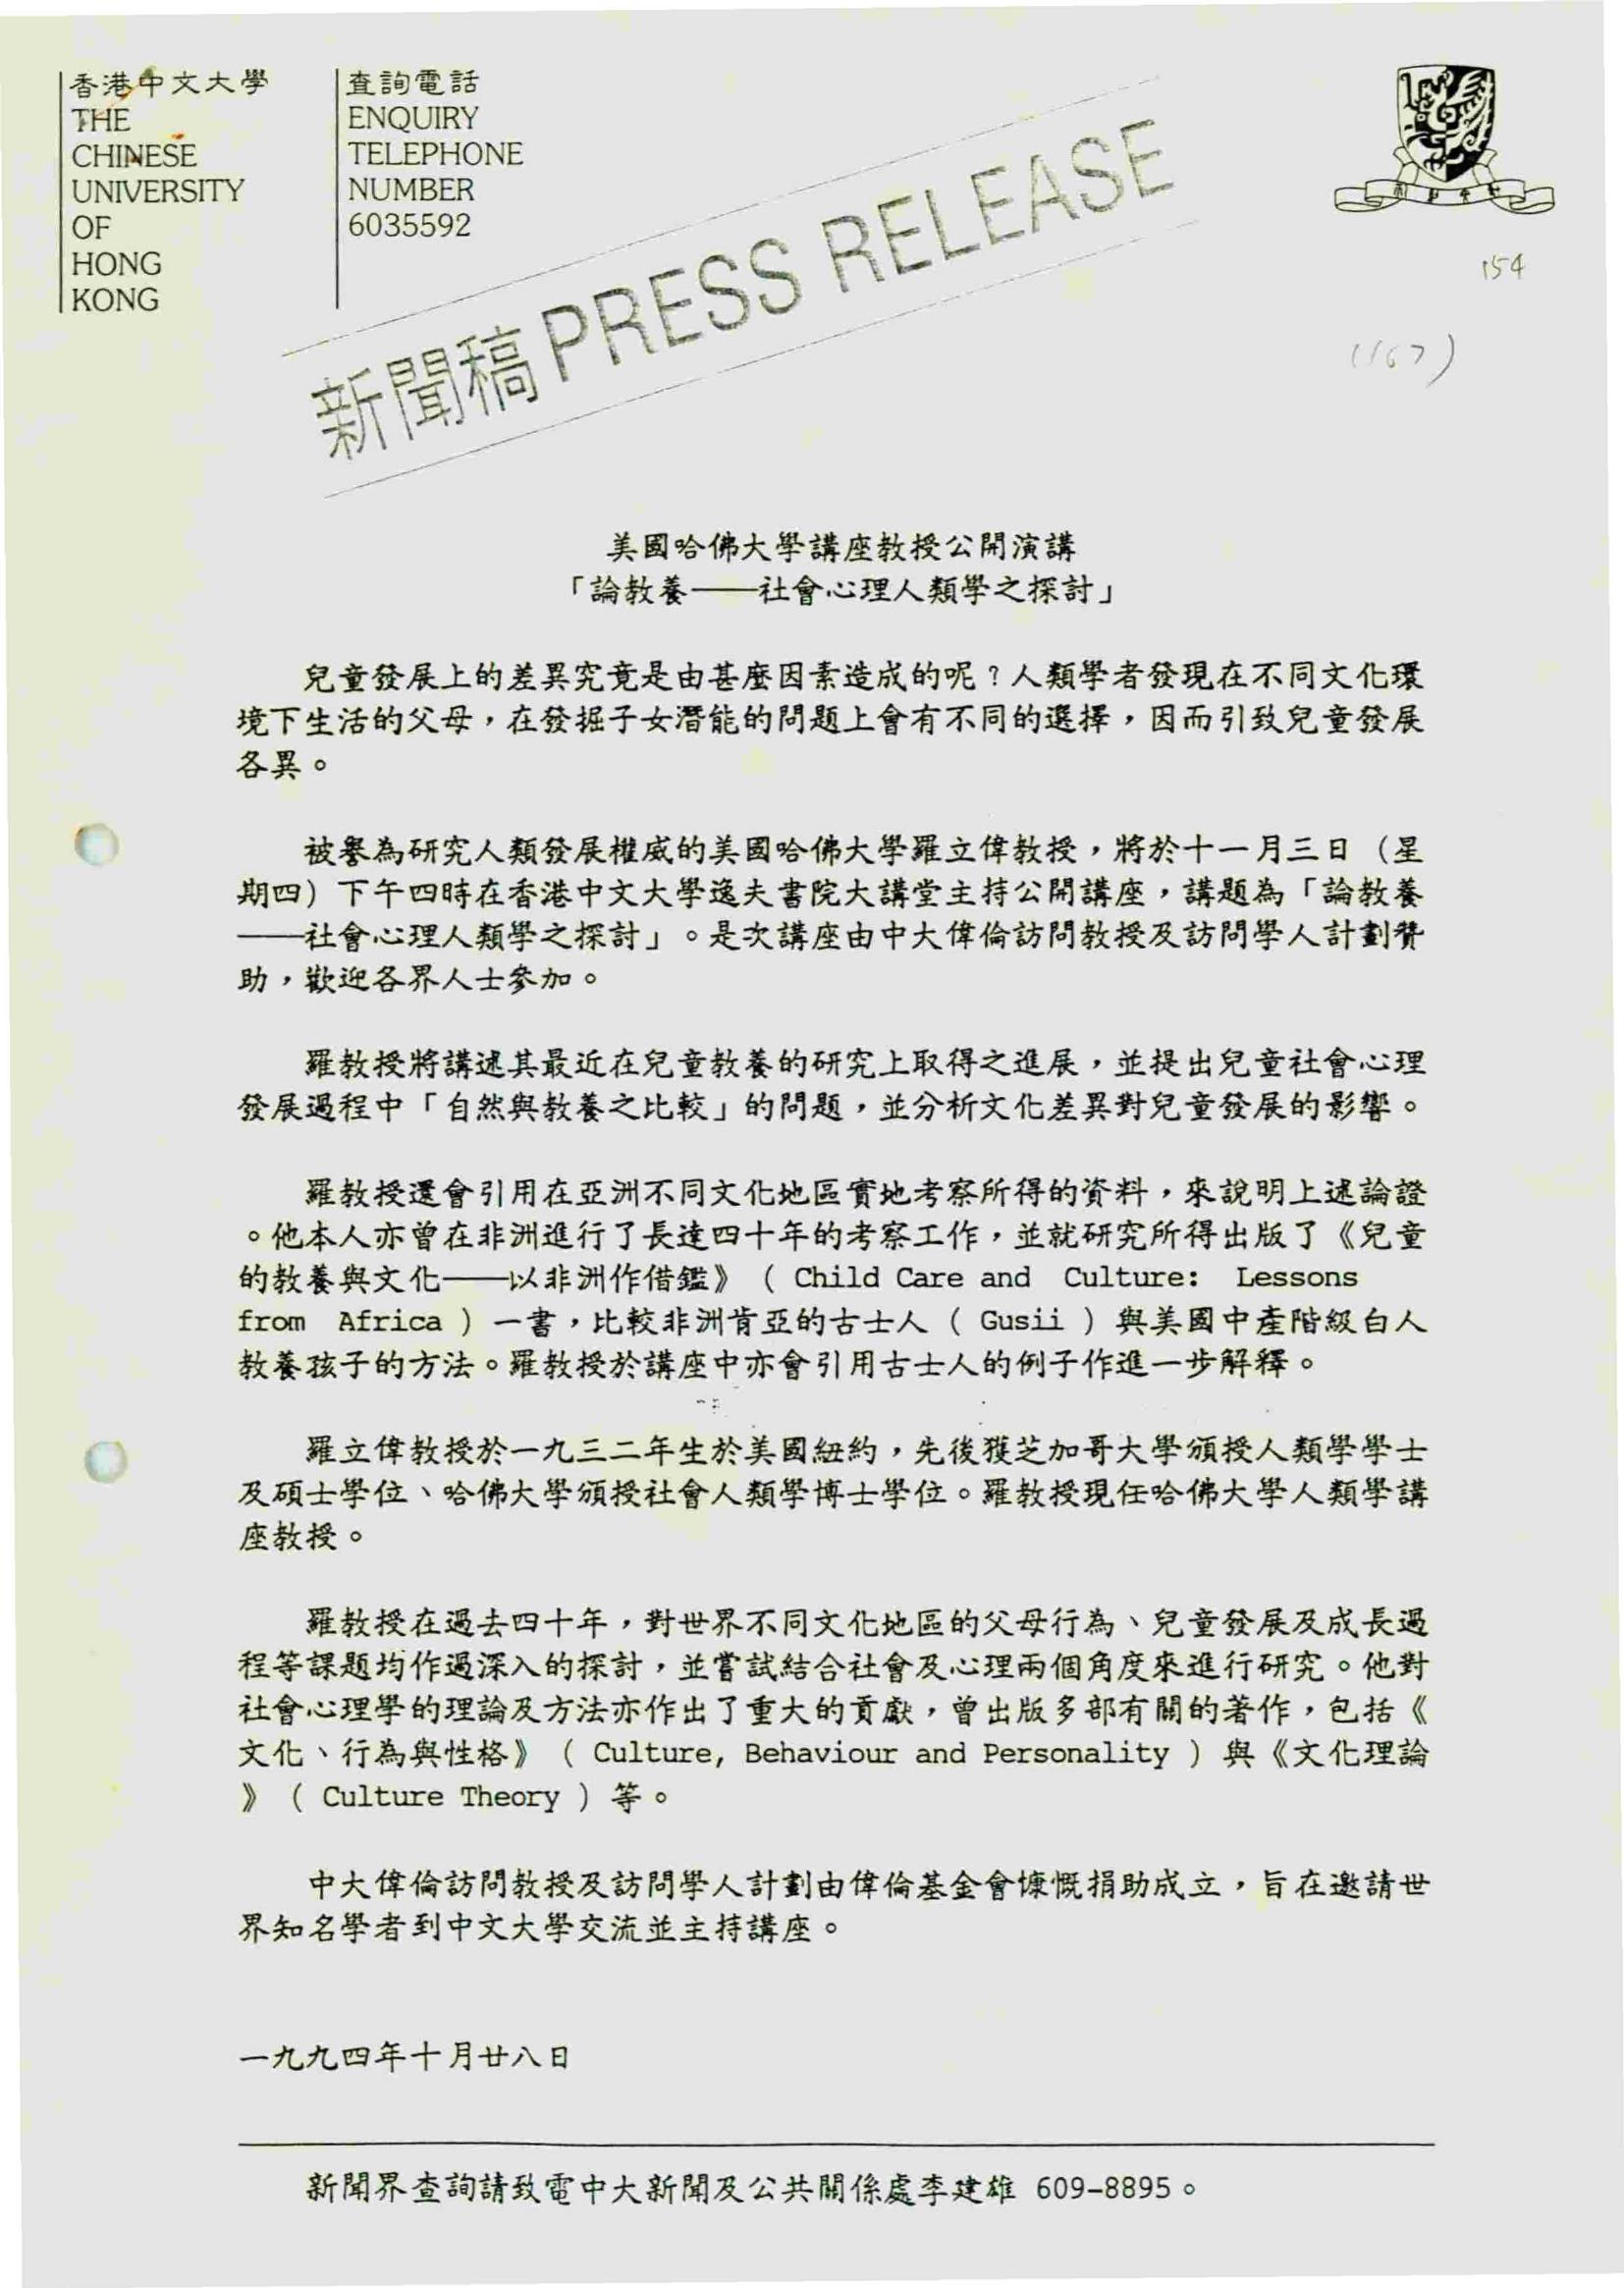 香港中文大學
THE
CHINESE
UNIVERSITY
OF
HONG
KONG
查詢電話
ENQUIRY
TELEPHONE
NUMBER
6035592
新聞稿 PRESS RELEASE
154
(167)
美國哈佛大學講座教授公開演講
「論教養——社會心理人類學之探討」
兒童發展上的差異究竟是由甚麼因素造成的呢？人類學者發現在不同文化環
境下生活的父母，在發掘子女潛能的問題上會有不同的選擇，因而引致兒童發展
各異。
被譽為研究人類發展權威的美國哈佛大學羅立偉教授，將於十一月三日（星
期四）下午四時在香港中文大學逸夫書院大講堂主持公開講座，講題為「論教養
——社會心理人類學之探討」。是次講座由中大偉倫訪問教授及訪問學人計劃贊
助，歡迎各界人士參加。
羅教授將講述其最近在兒童教養的研究上取得之進展，並提出兒童社會心理
發展過程中「自然與教養之比較」的問題，並分析文化差異對兒童發展的影響。
羅教授還會引用在亞洲不同文化地區實地考察所得的資料，來說明上述論證
。他本人亦曾在非洲進行了長達四十年的考察工作，並就研究所得出版了《兒童
的教養與文化——以非洲作借鑑》（ Child Care and Culture: Lessons
from Africa ）一書，比較非洲肯亞的古士人（ Gusii ）與美國中產階級白人
教養孩子的方法。羅教授於講座中亦會引用古士人的例子作進一步解釋。
羅立偉教授於一九三二年生於美國紐約，先後獲芝加哥大學頒授人類學學士
及碩士學位、哈佛大學頒授社會人類學博士學位。羅教授現任哈佛大學人類學講
座教授。
羅教授在過去四十年，對世界不同文化地區的父母行為、兒童發展及成長過
程等課題均作過深入的探討，並嘗試結合社會及心理兩個角度來進行研究。他對
社會心理學的理論及方法亦作出了重大的貢獻，曾出版多部有關的著作，包括《
文化、行為與性格》（ Culture, Behaviour and Personality ）與《文化理論
》（ Culture Theory ）等。
中大偉倫訪問教授及訪問學人計劃由偉倫基金會慷慨捐助成立，旨在邀請世
界知名學者到中文大學交流並主持講座。
一九九四年十月廿八日
新聞界查詢請致電中大新聞及公共關係處李建雄 609-8895。